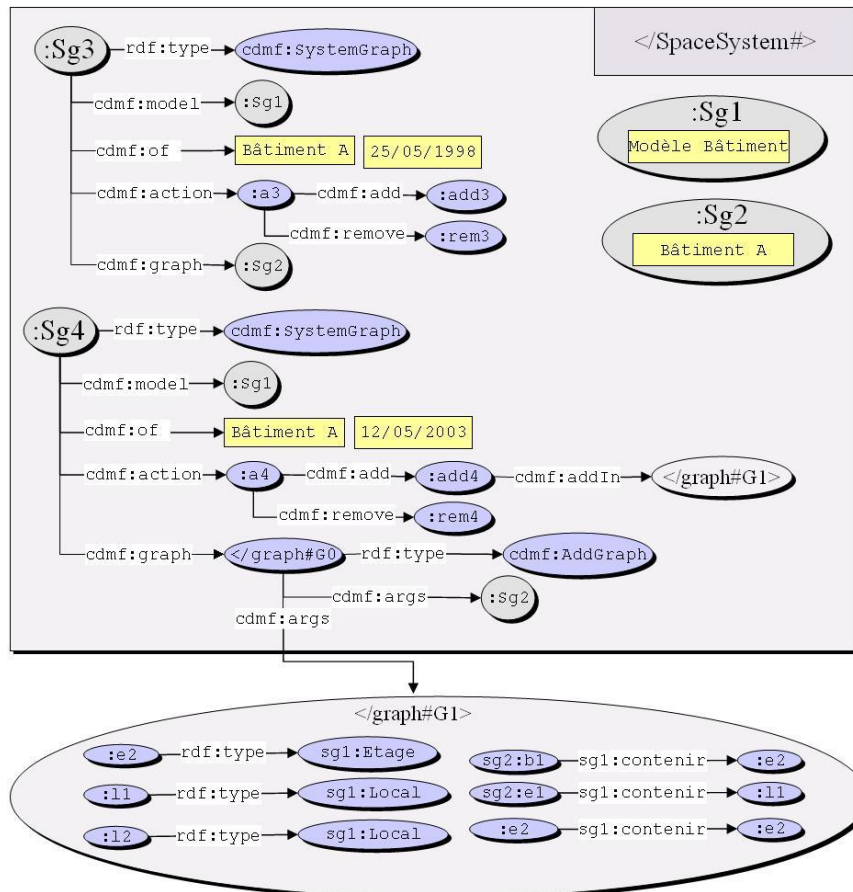 :Sg3 rdf:type cdmf:SystemGraph
</SpaceSystem#>
cdmf:model :Sg1
:Sg1
Modèle Bâtiment
cdmf:of Bâtiment A 25/05/1998
cdmf:action :a3 cdmf:add :add3
cdmf:remove :rem3
:Sg2
Bâtiment A
cdmf:graph :Sg2
:Sg4 rdf:type cdmf:SystemGraph
cdmf:model :Sg1
cdmf:of Bâtiment A 12/05/2003
cdmf:action :a4 cdmf:add :add4 cdmf:addIn </graph#G1>
cdmf:remove :rem4
cdmf:graph </graph#G0 rdf:type cdmf:AddGraph
cdmf:args :Sg2
cdmf:args
</graph#G1>
:e2 rdf:type sg1:Etage sg2:b1 sg1:contenir :e2
:l1 rdf:type sg1:Local sg2:e1 sg1:contenir :l1
:l2 rdf:type sg1:Local :e2 sg1:contenir :e2